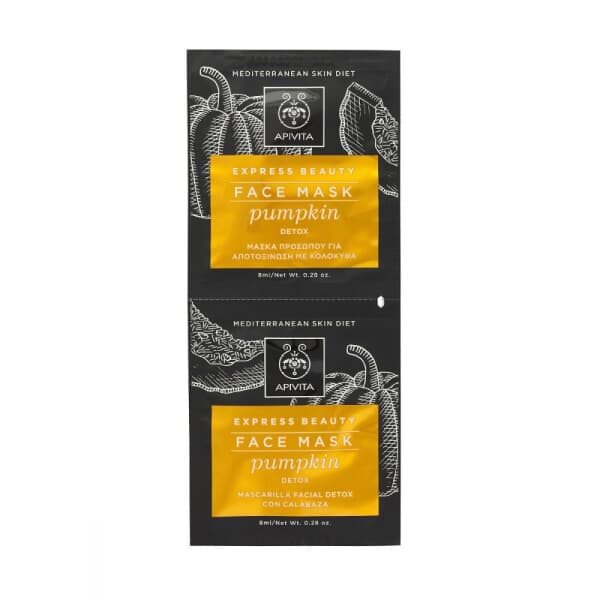 MEDITERRANEAN SKIN DIET
APIVITA
EXPRESS BEAUTY
FACE MASK
pumpkin
DETOX
ΜΑΣΚΑ ΠΡΟΣΩΠΟΥ ΓΙΑ
ΑΠΟΤΟΞΙΝΩΣΗ ΜΕ ΚΟΛΟΚΥΘΑ
8ml/Net Wt. 0.28 oz.
MEDITERRANEAN SKIN DIET
APIVITA
EXPRESS BEAUTY
FACE MASK
pumpkin
DETOX
MASCARILLA FACIAL DETOX
CON CALABAZA
8ml/Net Wt. 0.28 oz.